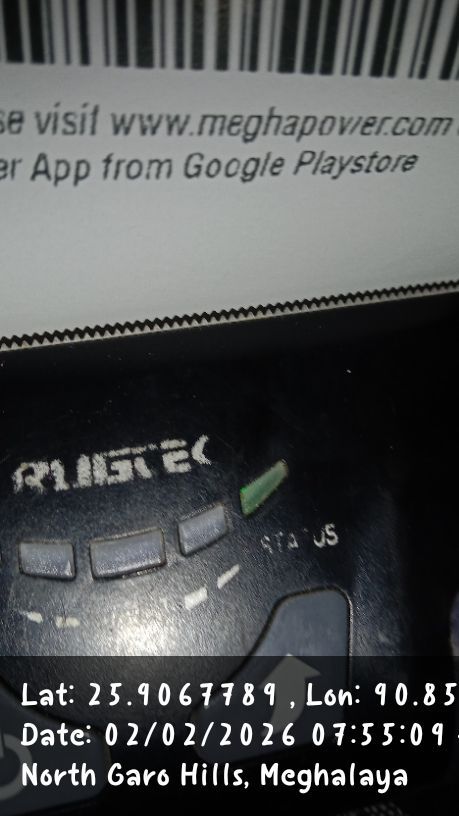 se visit www.meghapower.com
er App from Google Playstore
RUGTEK
STATUS
Lat: 25.9067789 , Lon: 90.85
Date: 02/02/2026 07:55:09
North Garo Hills, Meghalaya